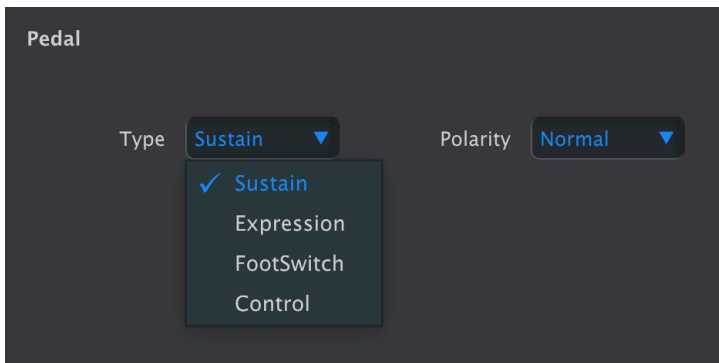 Pedal
Type Sustain Polarity Normal
Sustain
Expression
FootSwitch
Control